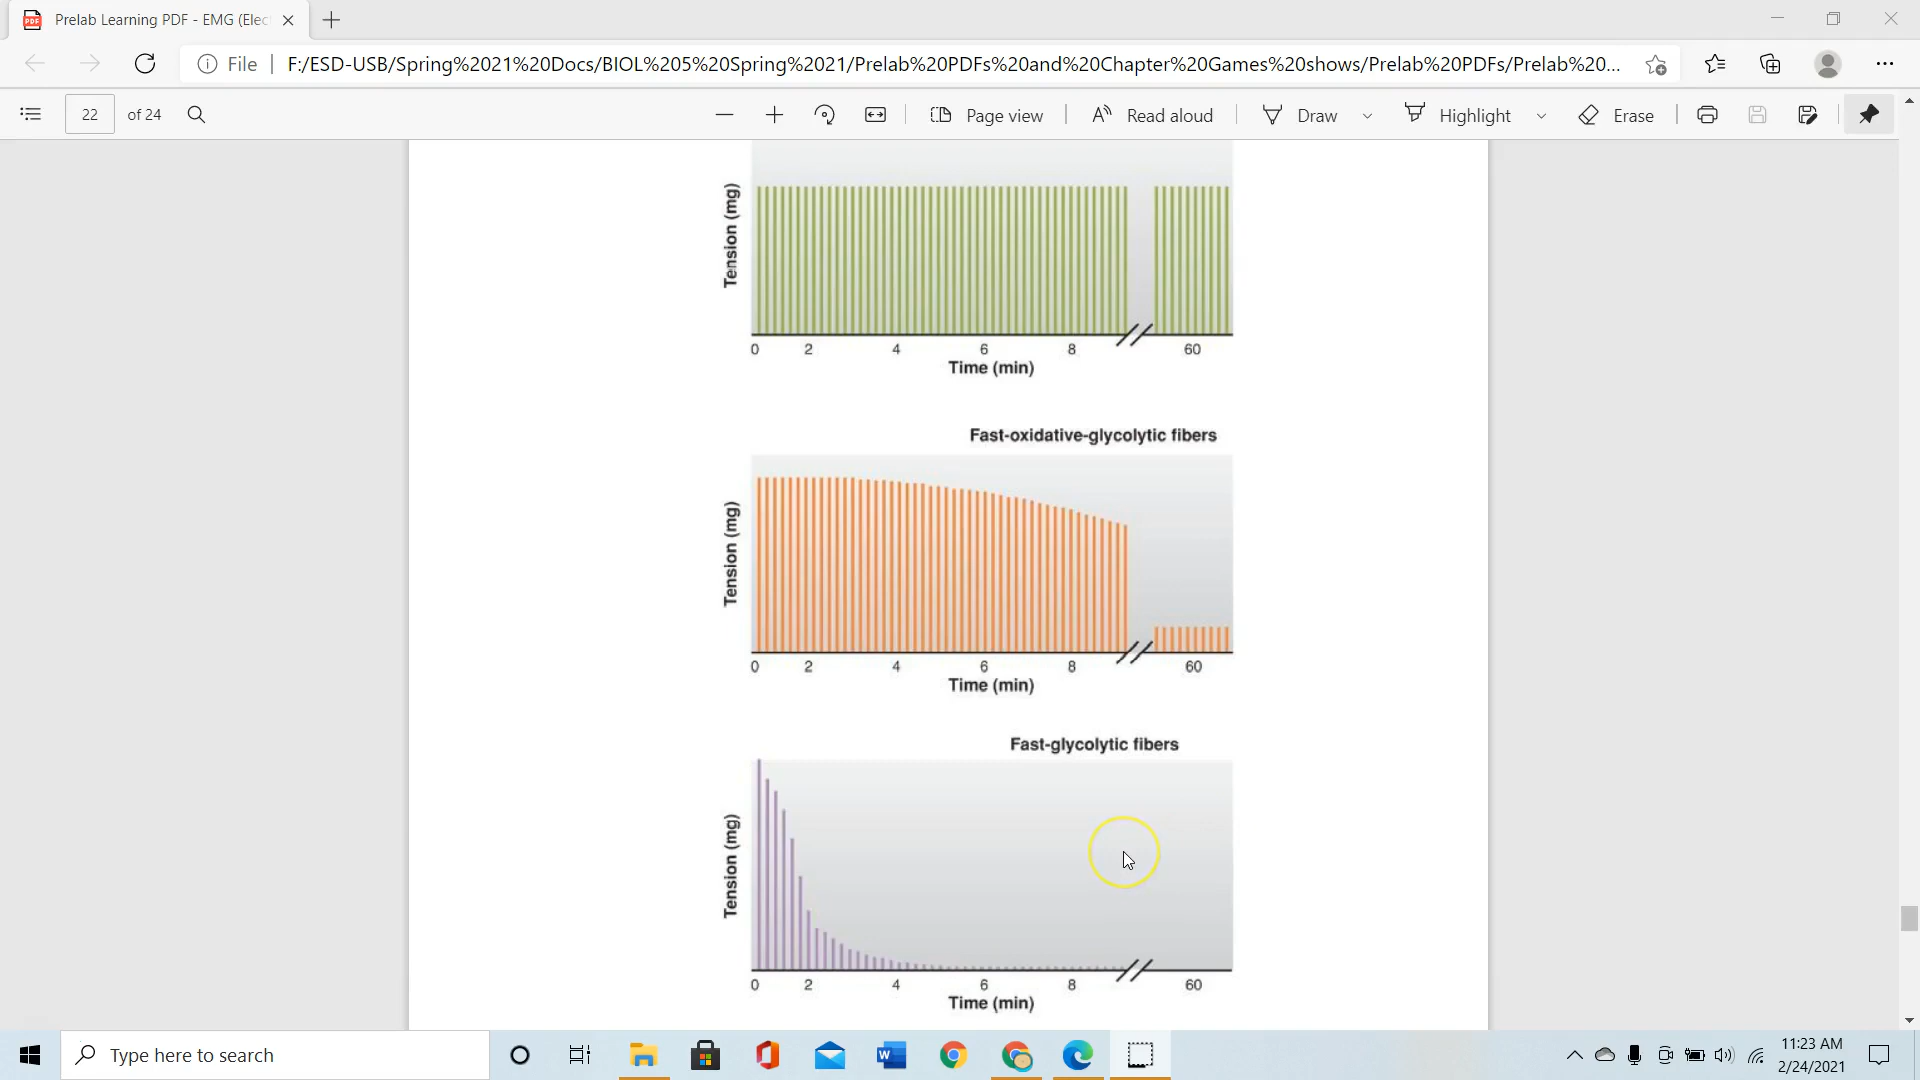 Prelab Learning PDF - EMG (Elec
File
F:/ESD-USB/Spring%2021%20Docs/BIOL%205%20Spring%2021/Prelab%20PDFs%20and%20Chapter%20Games%20shows/Prelab%20PDFs/Prelab%20...
22 of 24
Page view
Read aloud
Draw
Highlight
Erase
Tension (mg)
0 2 4 6 8 60
Time (min)
Fast-oxidative-glycolytic fibers
Tension (mg)
0 2 4 6 8 60
Time (min)
Fast-glycolytic fibers
Tension (mg)
0 2 4 6 8 60
Time (min)
Type here to search
11:23 AM
2/24/2021